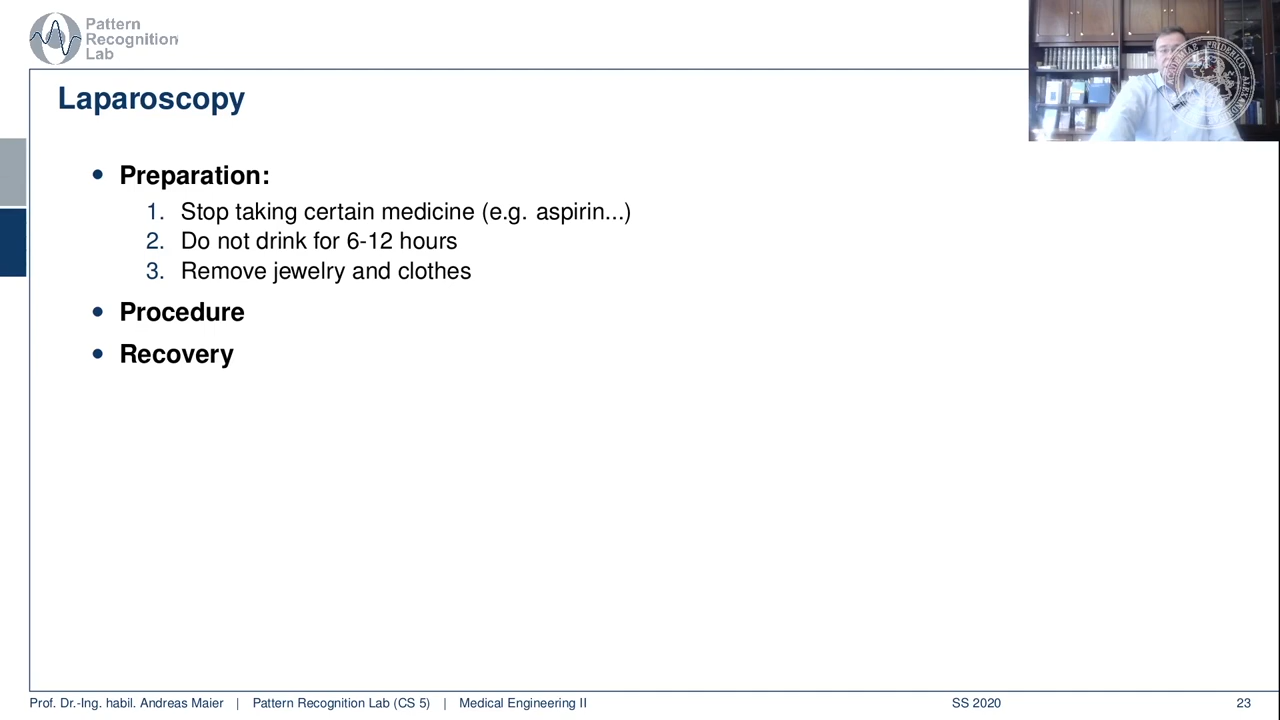 Pattern
Recognition
Lab
Laparoscopy
• Preparation:
1. Stop taking certain medicine (e.g. aspirin...)
2. Do not drink for 6-12 hours
3. Remove jewelry and clothes
• Procedure
• Recovery
Prof. Dr.-Ing. habil. Andreas Maier | Pattern Recognition Lab (CS 5) | Medical Engineering II SS 2020 23